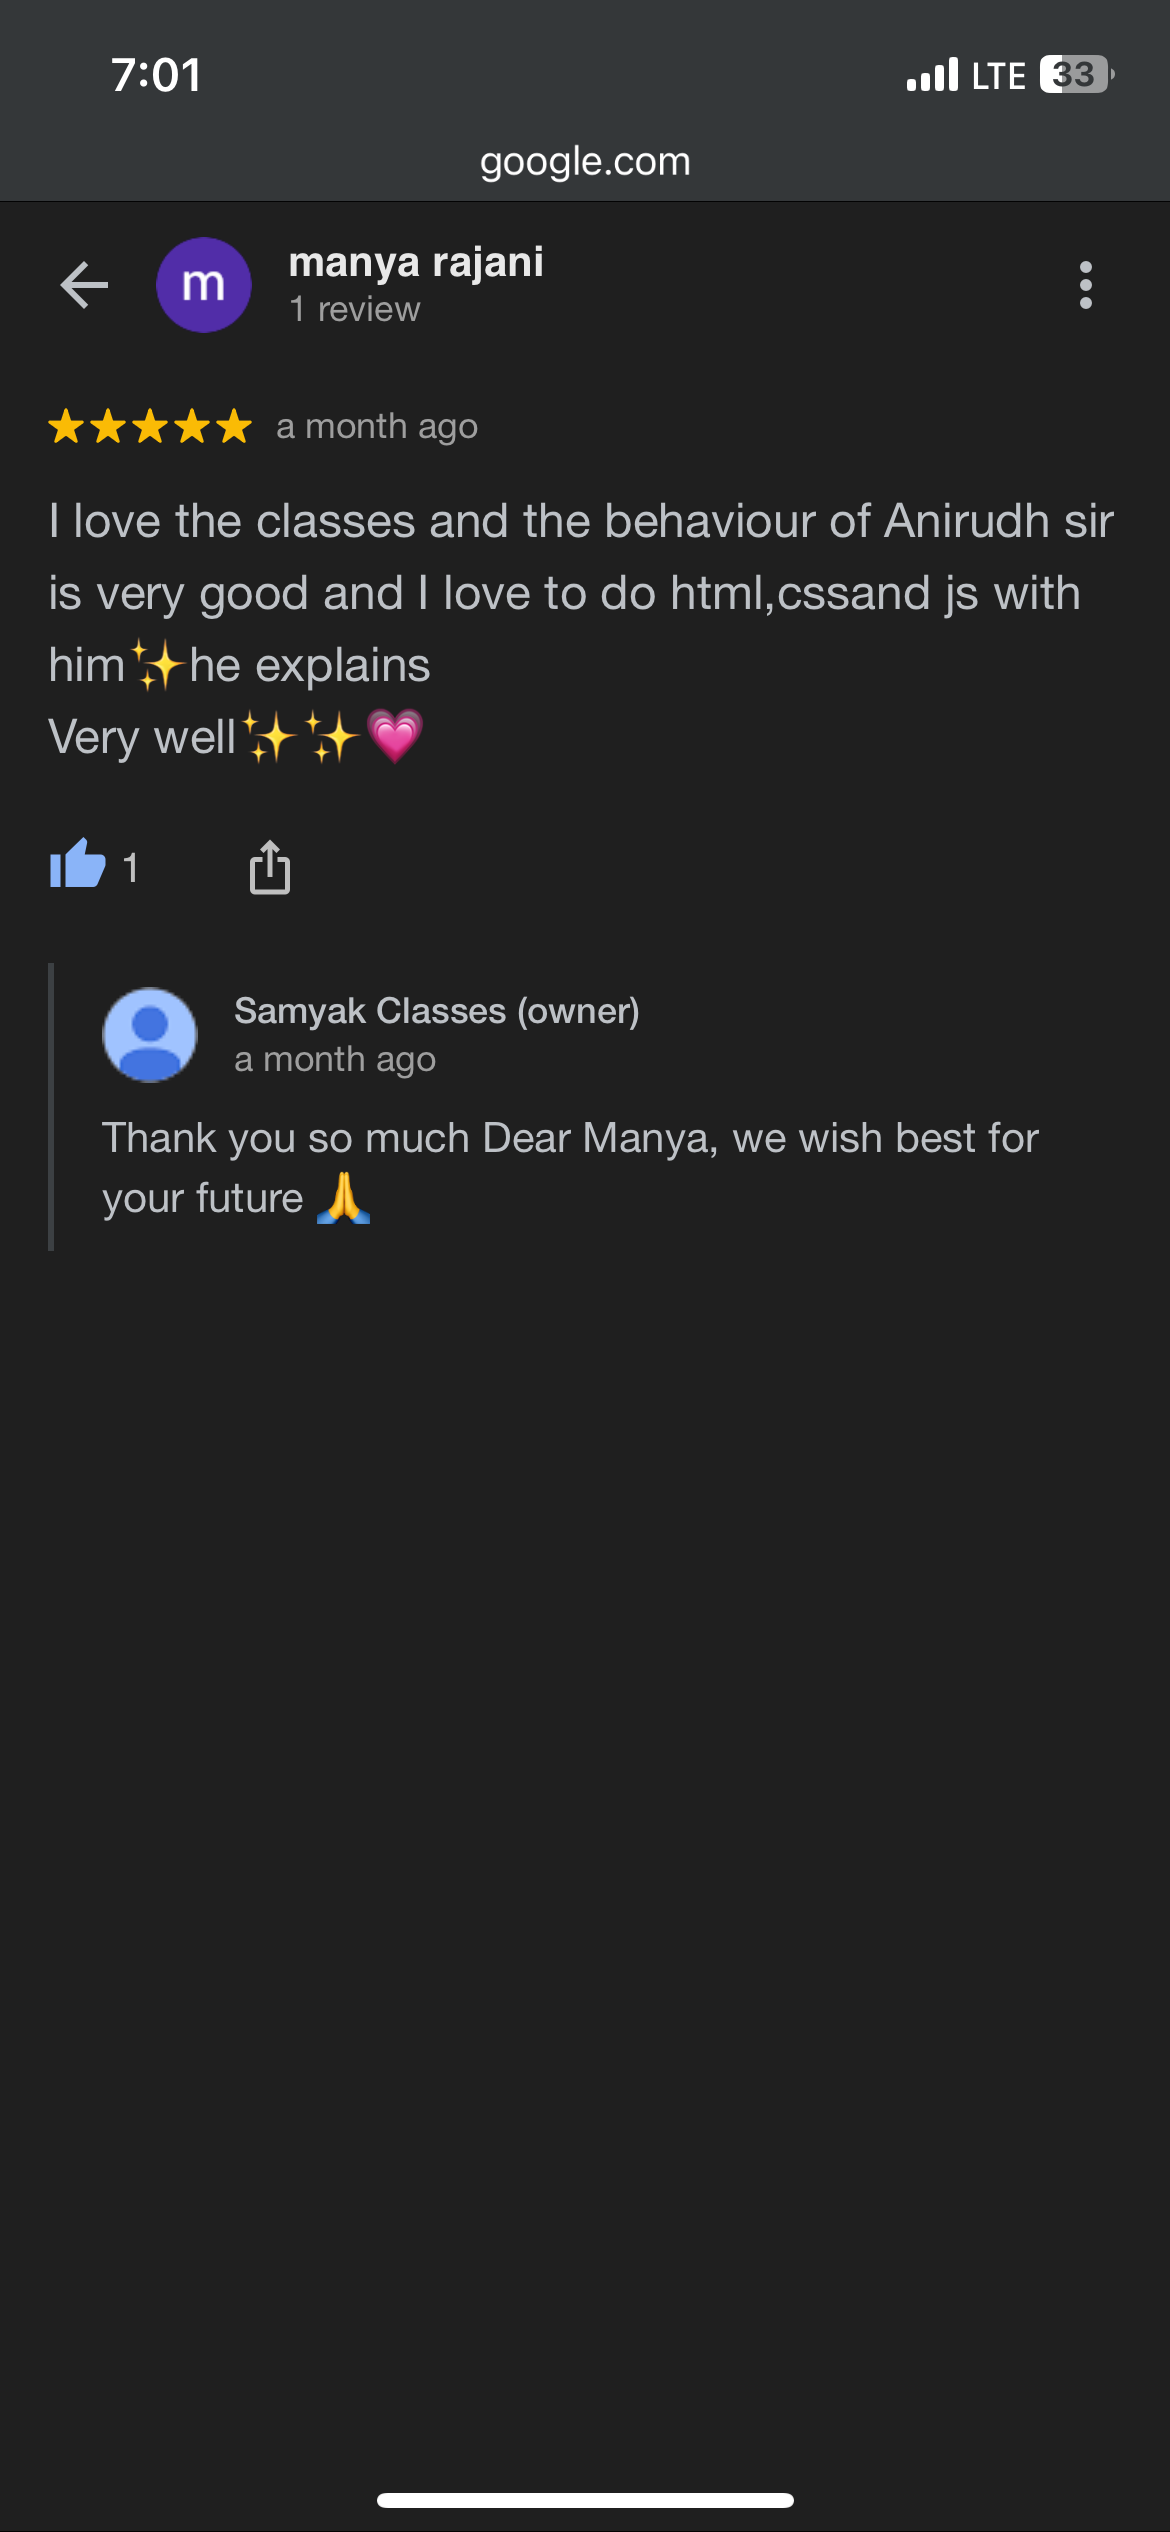 7:01
LTE 33
google.com
m
manya rajani
1 review
a month ago
I love the classes and the behaviour of Anirudh sir
is very good and I love to do html,cssand js with
him✨he explains
Very well✨✨💗
1
Samyak Classes (owner)
a month ago
Thank you so much Dear Manya, we wish best for
your future 🙏